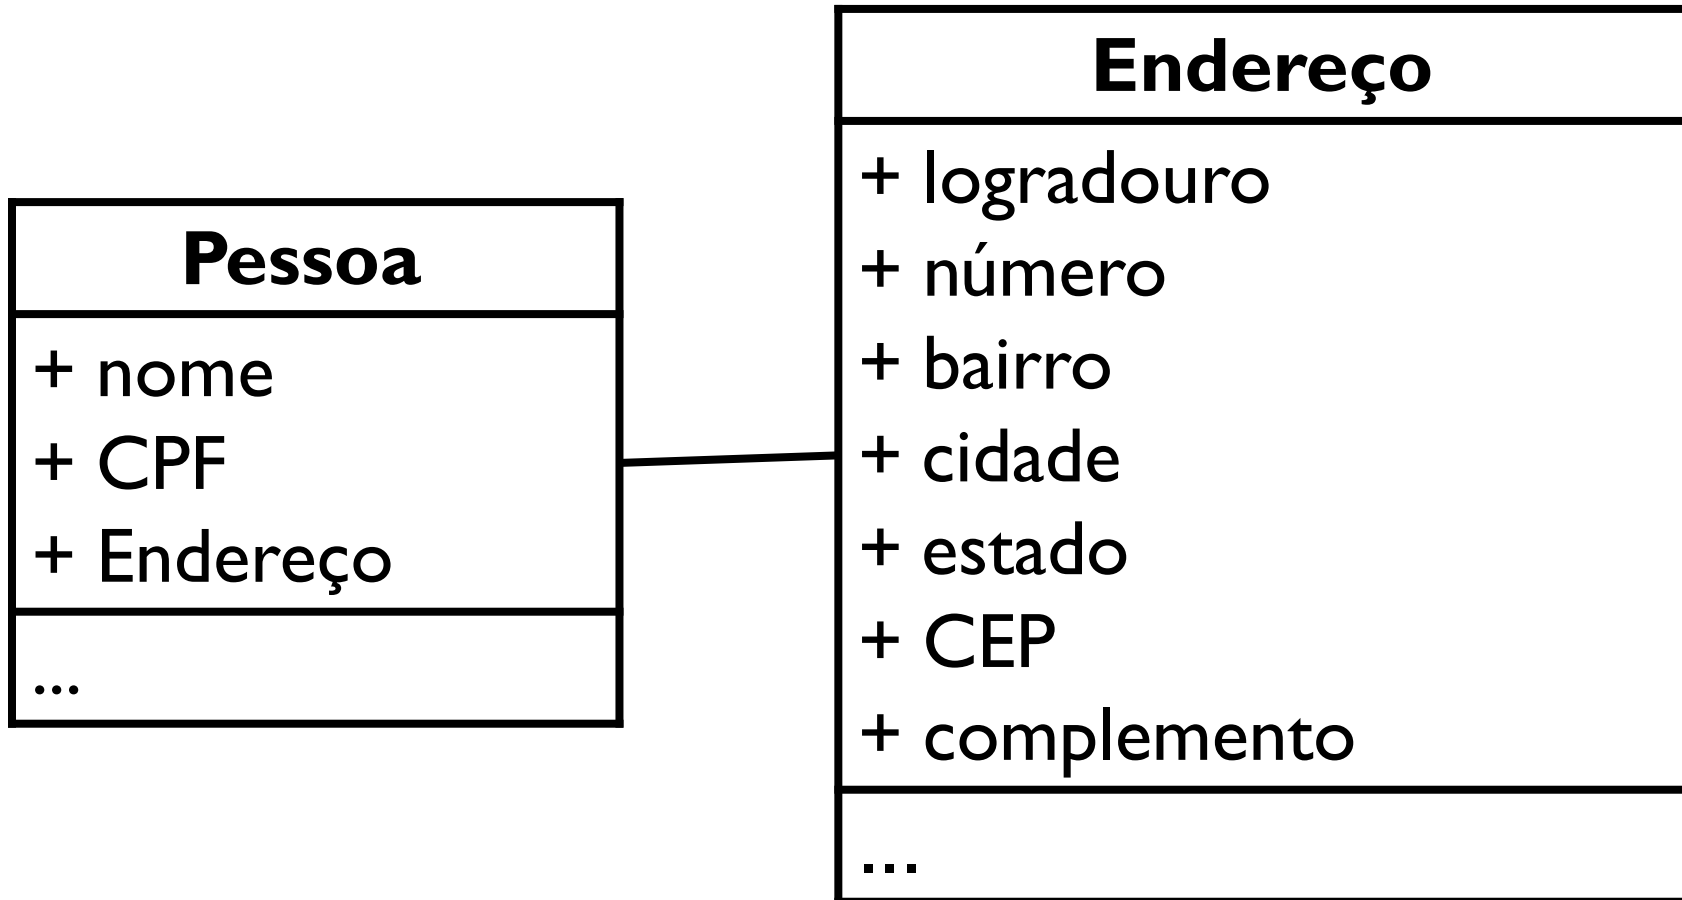 Pessoa
+ nome
+ CPF
+ Endereço
...
Endereço
+ logradouro
+ número
+ bairro
+ cidade
+ estado
+ CEP
+ complemento
...